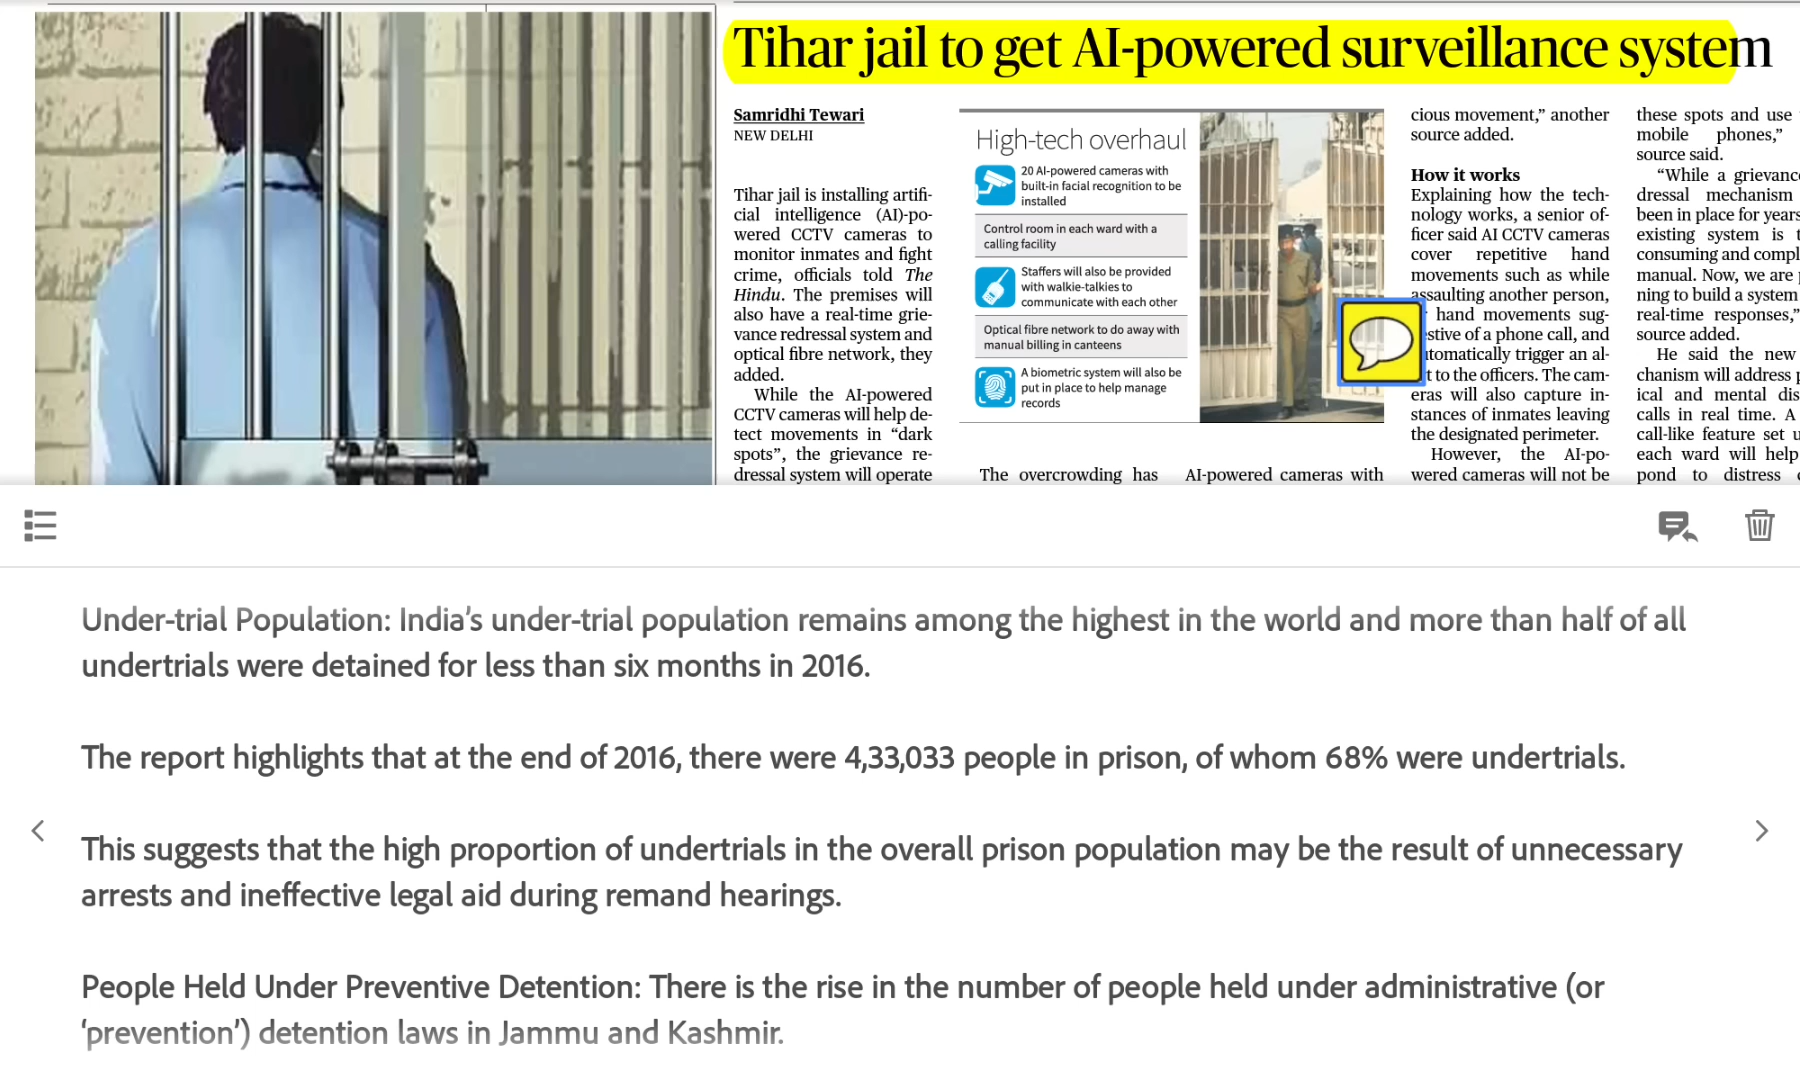 Tihar jail to get AI-powered surveillance system
Samridhi Tewari
NEW DELHI
Tihar jail is installing artifi-
cial intelligence (AI)-po-
wered CCTV cameras to
monitor inmates and fight
crime, officials told The
Hindu. The premises will
also have a real-time grie-
vance redressal system and
optical fibre network, they
added.
While the AI-powered
CCTV cameras will help de-
tect movements in “dark
spots”, the grievance re-
dressal system will operate
High-tech overhaul
20 AI-powered cameras with
built-in facial recognition to be
installed
Control room in each ward with a
calling facility
Staffers will also be provided
with walkie-talkies to
communicate with each other
Optical fibre network to do away with
manual billing in canteens
A biometric system will also be
put in place to help manage
records
The overcrowding has
AI-powered cameras with
cious movement,” another
source added.
How it works
Explaining how the tech-
nology works, a senior of-
ficer said AI CCTV cameras
cover repetitive hand
movements such as while
assaulting another person,
hand movements sug-
estive of a phone call, and
utomatically trigger an al-
t to the officers. The cam-
eras will also capture in-
stances of inmates leaving
the designated perimeter.
However, the AI-po-
wered cameras will not be
these spots and use
mobile phones,”
source said.
“While a grievanc
dressal mechanism
been in place for years
existing system is
consuming and compl
manual. Now, we are
ning to build a system
real-time responses,”
source added.
He said the new
chanism will address
ical and mental dis
calls in real time. A
call-like feature set
each ward will help
pond to distress
Under-trial Population: India’s under-trial population remains among the highest in the world and more than half of all
undertrials were detained for less than six months in 2016.
The report highlights that at the end of 2016, there were 4,33,033 people in prison, of whom 68% were undertrials.
This suggests that the high proportion of undertrials in the overall prison population may be the result of unnecessary
arrests and ineffective legal aid during remand hearings.
People Held Under Preventive Detention: There is the rise in the number of people held under administrative (or
‘prevention’) detention laws in Jammu and Kashmir.